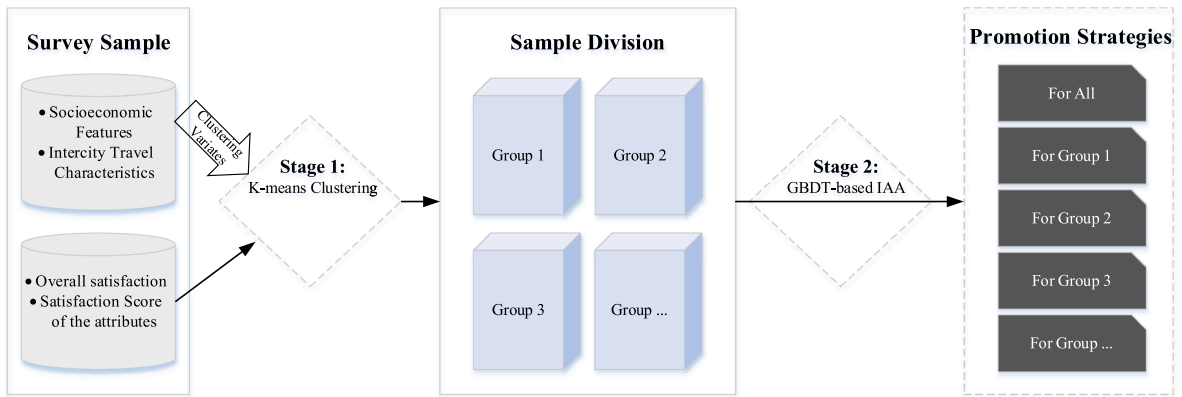 Survey Sample
• Socioeconomic
Features
• Intercity Travel
Characteristics
• Overall satisfaction
• Satisfaction Score
of the attributes
Clustering
Variates
Stage 1:
K-means Clustering
Sample Division
Group 1
Group 2
Group 3
Group ...
Stage 2:
GBDT-based IAA
Promotion Strategies
For All
For Group 1
For Group 2
For Group 3
For Group ...